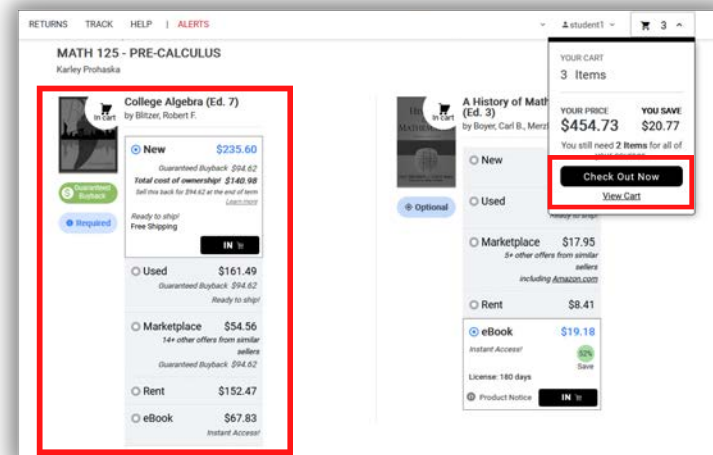 RETURNS TRACK HELP | ALERTS
student1
3
MATH 125 - PRE-CALCULUS
Karley Prohaska
In cart
College Algebra (Ed. 7)
by Blitzer, Robert F.
New $235.60
Guaranteed Buyback $94.62
Total cost of ownership! $140.98
Sell this back for $94.62 at the end of term
Learn more
Ready to ship!
Free Shipping
IN
Guaranteed
Buyback
Required
Used $161.49
Guaranteed Buyback $94.62
Ready to ship!
Marketplace $54.56
14+ other offers from similar
sellers
Guaranteed Buyback $94.62
Rent $152.47
eBook $67.83
Instant Access!
In cart
A History of Math
(Ed. 3)
by Boyer, Carl B., Merz
Optional
New
Used
Ready to ship!
Marketplace $17.95
5+ other offers from similar
sellers
including Amazon.com
Rent $8.41
eBook $19.18
Instant Access!
52%
Save
License: 180 days
Product Notice
IN
YOUR CART
3 Items
YOUR PRICE
$454.73
YOU SAVE
$20.77
You still need 2 Items for all of
Check Out Now
View Cart